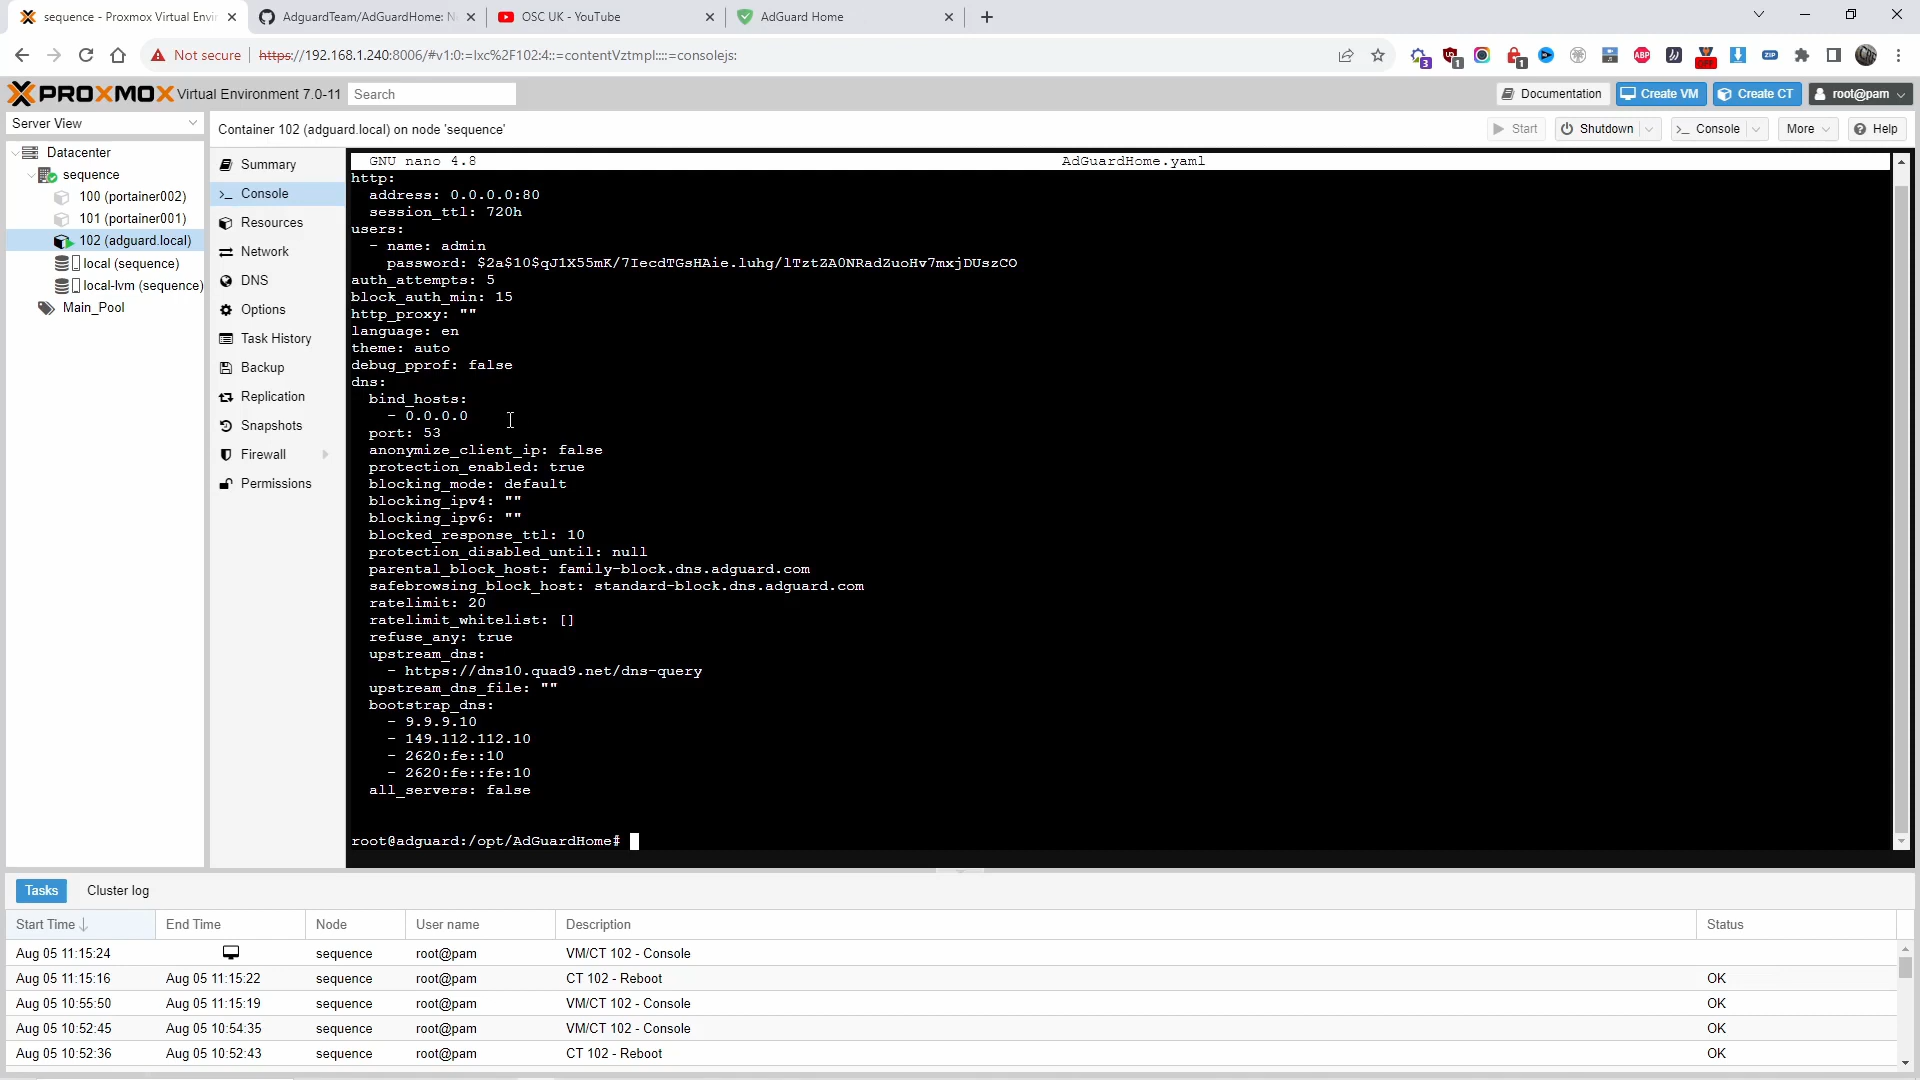 sequence - Proxmox Virtual Envir
AdguardTeam/AdGuardHome: N
OSC UK - YouTube
AdGuard Home
Not secure
https://192.168.1.240:8006/#v1:0:=lxc%2F102:4::=contentVztmpl::::=consolejs:
3
1
1
ABP
OFF
ZIP
PROXMOX Virtual Environment 7.0-11
Search
Documentation
Create VM
Create CT
root@pam
Server View
Container 102 (adguard.local) on node 'sequence'
Start
Shutdown
Console
More
Help
Datacenter
sequence
100 (portainer002)
101 (portainer001)
102 (adguard.local)
local (sequence)
local-lvm (sequence)
Main_Pool
Summary
Console
Resources
Network
DNS
Options
Task History
Backup
Replication
Snapshots
Firewall
Permissions
GNU nano 4.8 AdGuardHome.yaml
http:
address: 0.0.0.0:80
session_ttl: 720h
users:
- name: admin
password: $2a$10$qJ1X55mK/7IecdTGsHAie.luhg/lTztZA0NRadZuoHv7mxjDUszCO
auth_attempts: 5
block_auth_min: 15
http_proxy: ""
language: en
theme: auto
debug_pprof: false
dns:
bind_hosts:
- 0.0.0.0
port: 53
anonymize_client_ip: false
protection_enabled: true
blocking_mode: default
blocking_ipv4: ""
blocking_ipv6: ""
blocked_response_ttl: 10
protection_disabled_until: null
parental_block_host: family-block.dns.adguard.com
safebrowsing_block_host: standard-block.dns.adguard.com
ratelimit: 20
ratelimit_whitelist: []
refuse_any: true
upstream_dns:
- https://dns10.quad9.net/dns-query
upstream_dns_file: ""
bootstrap_dns:
- 9.9.9.10
- 149.112.112.10
- 2620:fe::10
- 2620:fe::fe:10
all_servers: false
root@adguard:/opt/AdGuardHome#
Tasks
Cluster log
Start Time End Time Node User name Description Status
Aug 05 11:15:24 sequence root@pam VM/CT 102 - Console
Aug 05 11:15:16 Aug 05 11:15:22 sequence root@pam CT 102 - Reboot OK
Aug 05 10:55:50 Aug 05 11:15:19 sequence root@pam VM/CT 102 - Console OK
Aug 05 10:52:45 Aug 05 10:54:35 sequence root@pam VM/CT 102 - Console OK
Aug 05 10:52:36 Aug 05 10:52:43 sequence root@pam CT 102 - Reboot OK